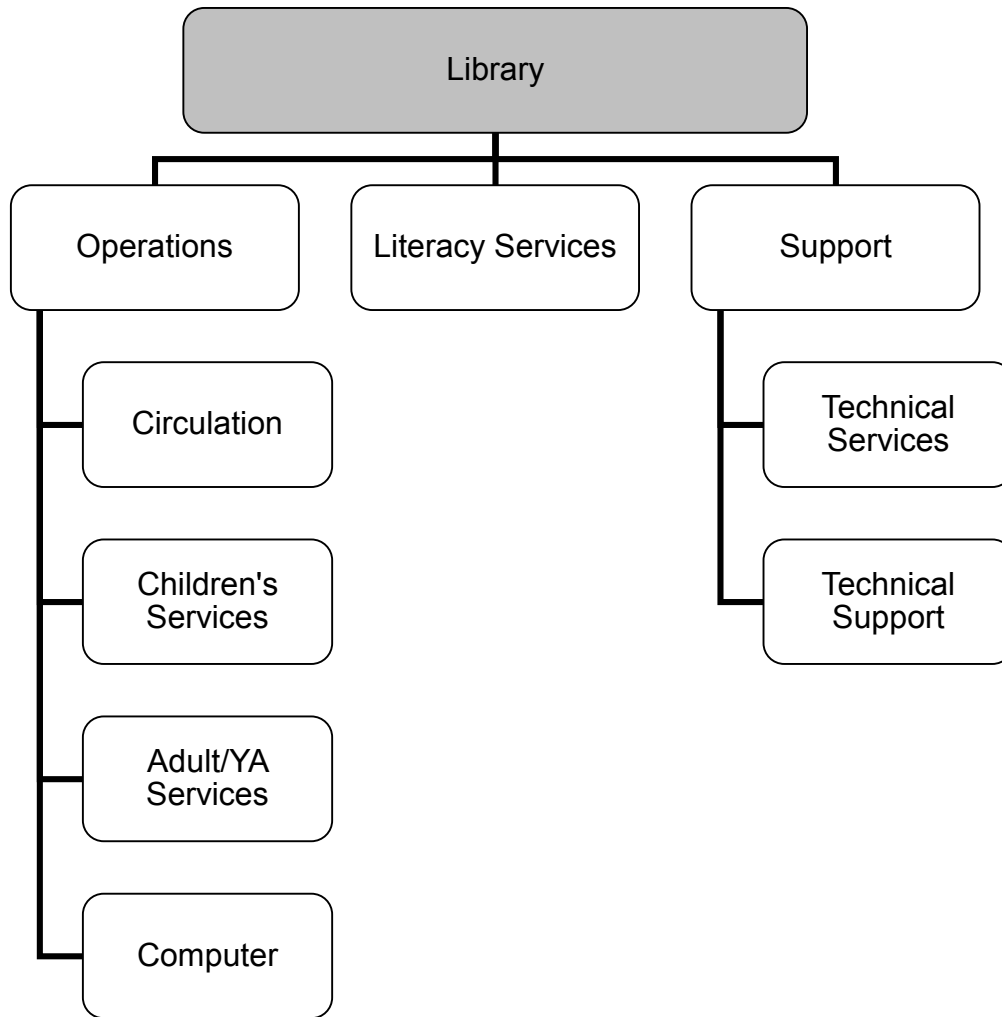 Library
Operations
Literacy Services
Support
Circulation
Technical
Services
Children's
Services
Technical
Support
Adult/YA
Services
Computer